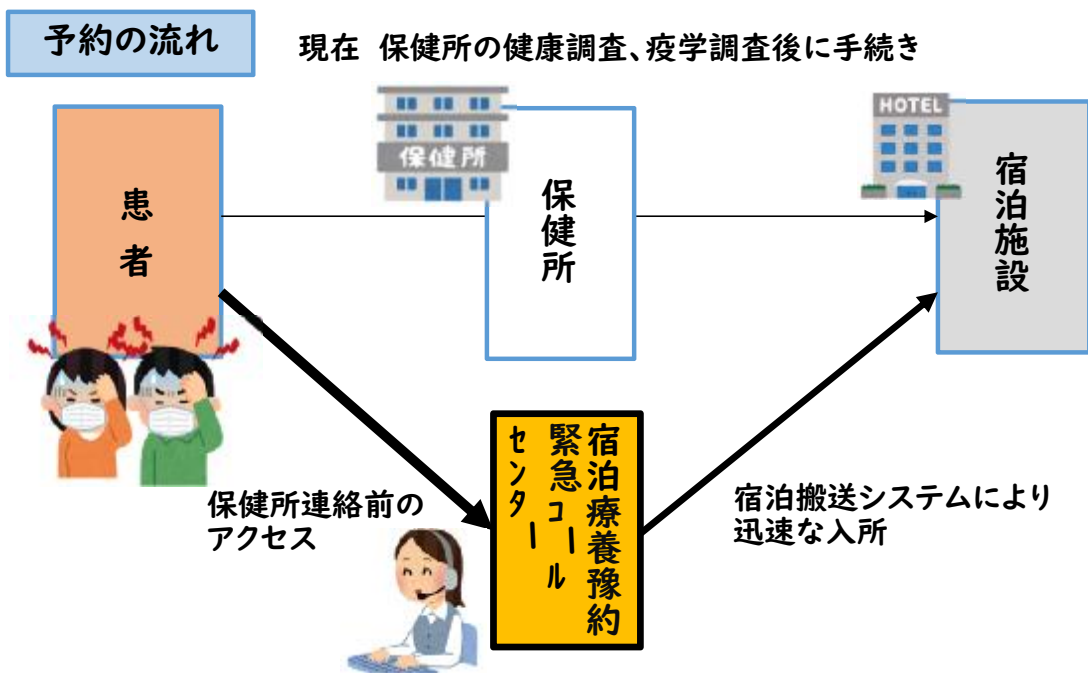 予約の流れ
現在 保健所の健康調査、疫学調査後に手続き
患者
保健所
保健所
HOTEL
宿泊施設
保健所連絡前の
アクセス
宿泊療養豫約
緊急コール
センター
宿泊搬送システムにより
迅速な入所